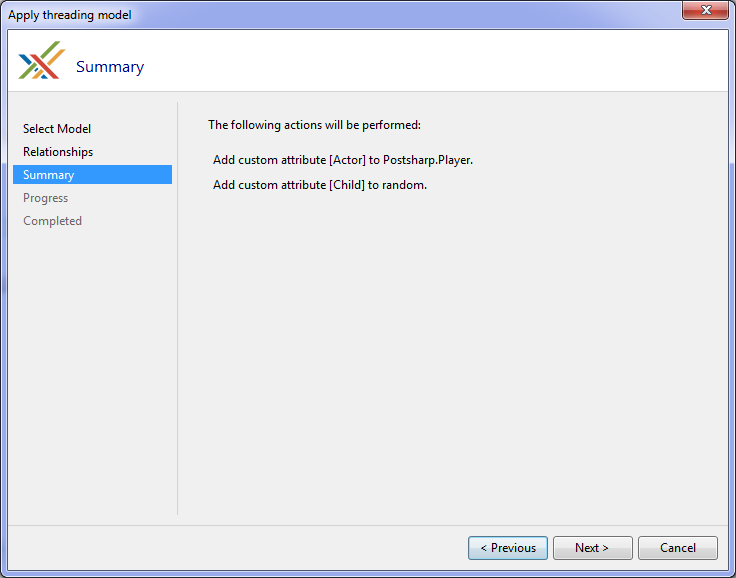 Apply threading model
Summary
Select Model
Relationships
Summary
Progress
Completed
The following actions will be performed:
Add custom attribute [Actor] to Postsharp.Player.
Add custom attribute [Child] to random.
< Previous
Next >
Cancel